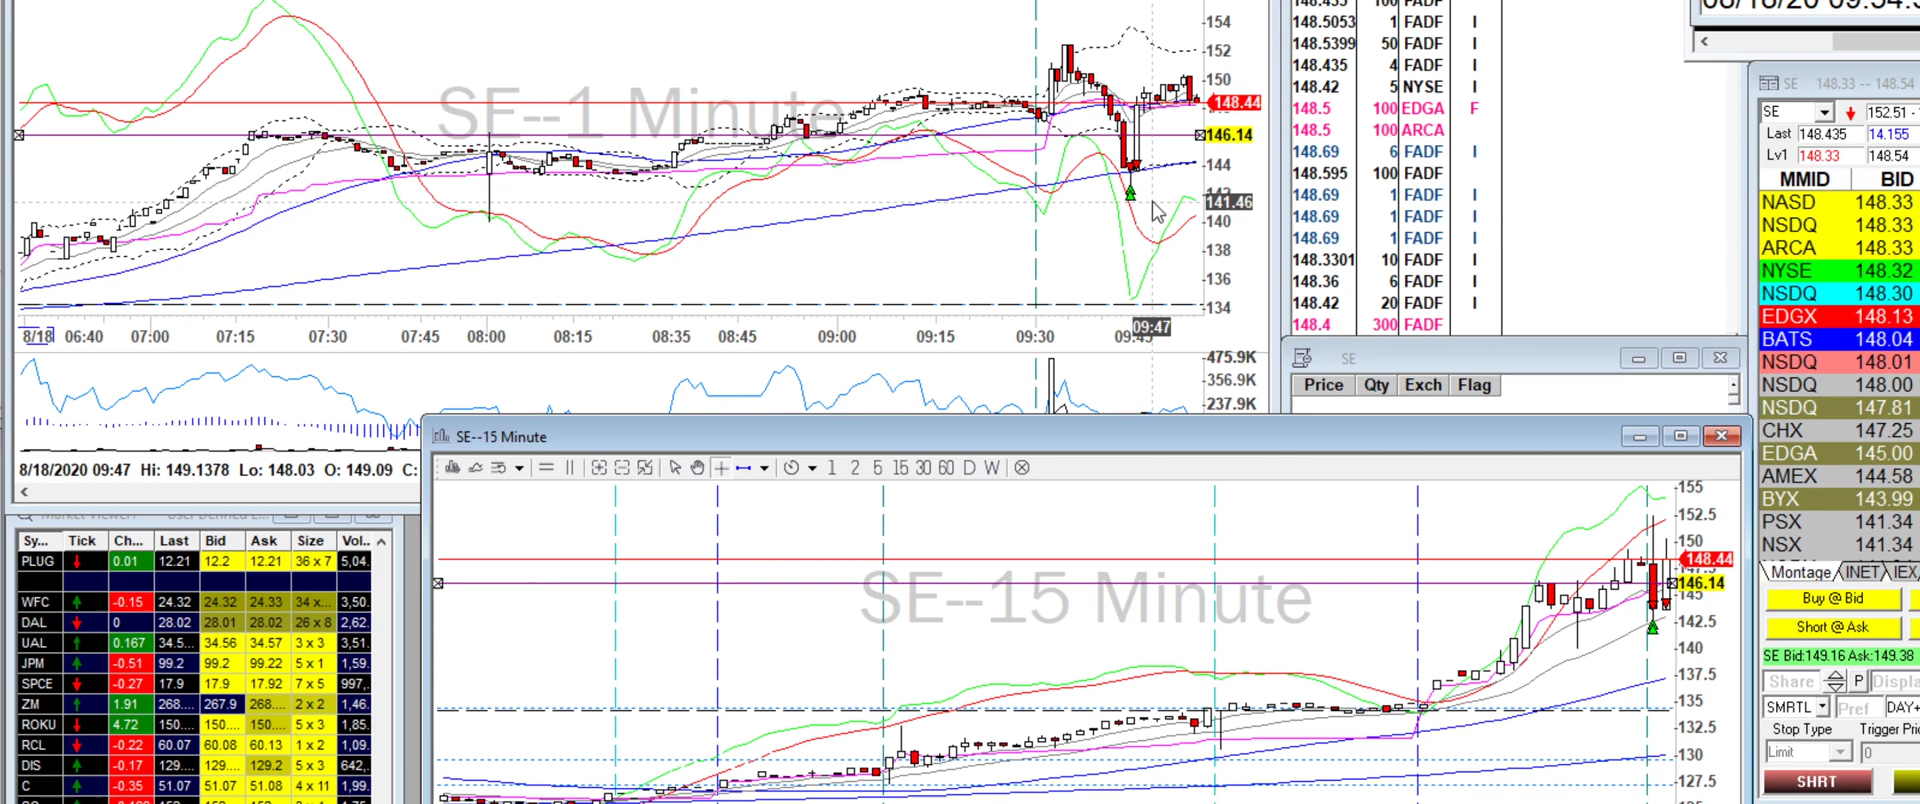 08/18/20 09:54:
SE--1 Minute
154
152
150
148.44
146.14
144
142
141.46
140
138
136
134
8/18 06:40 07:00 07:15 07:30 07:45 08:00 08:15 08:35 08:45 09:00 09:15 09:30 09:45 09:47
475.9K
356.9K
237.9K
8/18/2020 09:47 Hi: 149.1378 Lo: 148.03 O: 149.09 C:
148.435 100 FADF
148.5053 1 FADF I
148.5399 50 FADF I
148.435 4 FADF I
148.42 5 NYSE I
148.5 100 EDGA F
148.5 100 ARCA
148.69 6 FADF I
148.595 100 FADF
148.69 1 FADF I
148.69 1 FADF I
148.69 1 FADF I
148.3301 10 FADF I
148.36 6 FADF I
148.42 20 FADF I
148.4 300 FADF
SE
Price Qty Exch Flag
SE 148.33 -- 148.54
SE 152.51 -
Last 148.435 14.155
Lv1 148.33 148.54
MMID BID
NASD 148.33
NSDQ 148.33
ARCA 148.33
NYSE 148.32
NSDQ 148.30
EDGX 148.13
BATS 148.04
NSDQ 148.01
NSDQ 148.00
NSDQ 147.81
CHX 147.25
EDGA 145.00
AMEX 144.58
BYX 143.99
PSX 141.34
NSX 141.34
Montage INET IEX
Buy @ Bid
Short @ Ask
SE Bid:149.16 Ask:149.38
Share P Displa
SMRTL Pref DAY+
Stop Type Trigger Pri
Limit 0
SHRT
Sy... Tick Ch... Last Bid Ask Size Vol..
PLUG 0.01 12.21 12.2 12.21 36 x 7 5,04.
WFC -0.15 24.32 24.32 24.33 34 x... 3,50.
DAL 0 28.02 28.01 28.02 26 x 8 2,62.
UAL 0.167 34.5... 34.56 34.57 3 x 3 3,51.
JPM -0.51 99.2 99.2 99.22 5 x 1 1,59.
SPCE -0.27 17.9 17.9 17.92 7 x 5 997,.
ZM 1.91 268.... 267.9 268.... 2 x 2 1,46.
ROKU 4.72 150.... 150.... 150.... 5 x 3 1,85.
RCL -0.22 60.07 60.08 60.13 1 x 2 1,09.
DIS -0.17 129.... 129.... 129.2 5 x 3 642,.
C -0.35 51.07 51.07 51.08 4 x 11 1,99.
SE--15 Minute
1 2 5 15 30 60 D W
SE--15 Minute
155
152.5
150
148.44
147.5
146.14
145
142.5
140
137.5
135
132.5
130
127.5